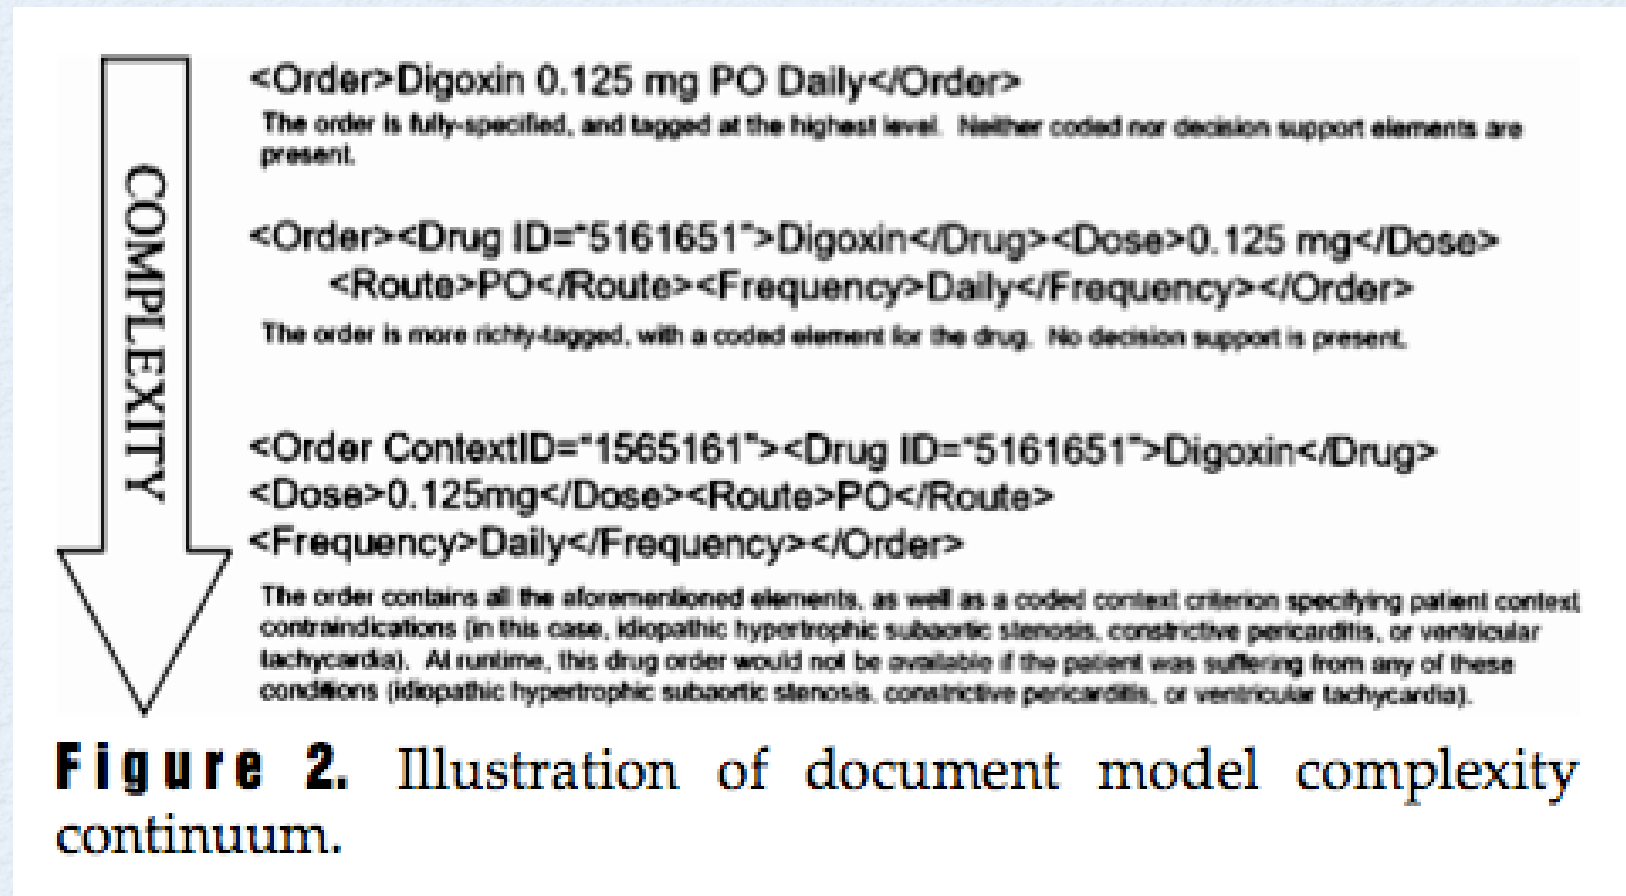 COMPLEXITY
<Order>Digoxin 0.125 mg PO Daily</Order>
The order is fully-specified, and tagged at the highest level. Neither coded nor decision support elements are
present.
<Order><Drug ID="5161651">Digoxin</Drug><Dose>0.125 mg</Dose>
<Route>PO</Route><Frequency>Daily</Frequency></Order>
The order is more richly-tagged, with a coded element for the drug. No decision support is present.
<Order ContextID="1565161"><Drug ID="5161651">Digoxin</Drug>
<Dose>0.125mg</Dose><Route>PO</Route>
<Frequency>Daily</Frequency></Order>
The order contains all the aforementioned elements, as well as a coded context criterion specifying patient context
contraindications (in this case, idiopathic hypertrophic subaortic stenosis, constrictive pericarditis, or ventricular
tachycardia). At runtime, this drug order would not be available if the patient was suffering from any of these
conditions (idiopathic hypertrophic subaortic stenosis, constrictive pericarditis, or ventricular tachycardia).
Figure 2. Illustration of document model complexity
continuum.